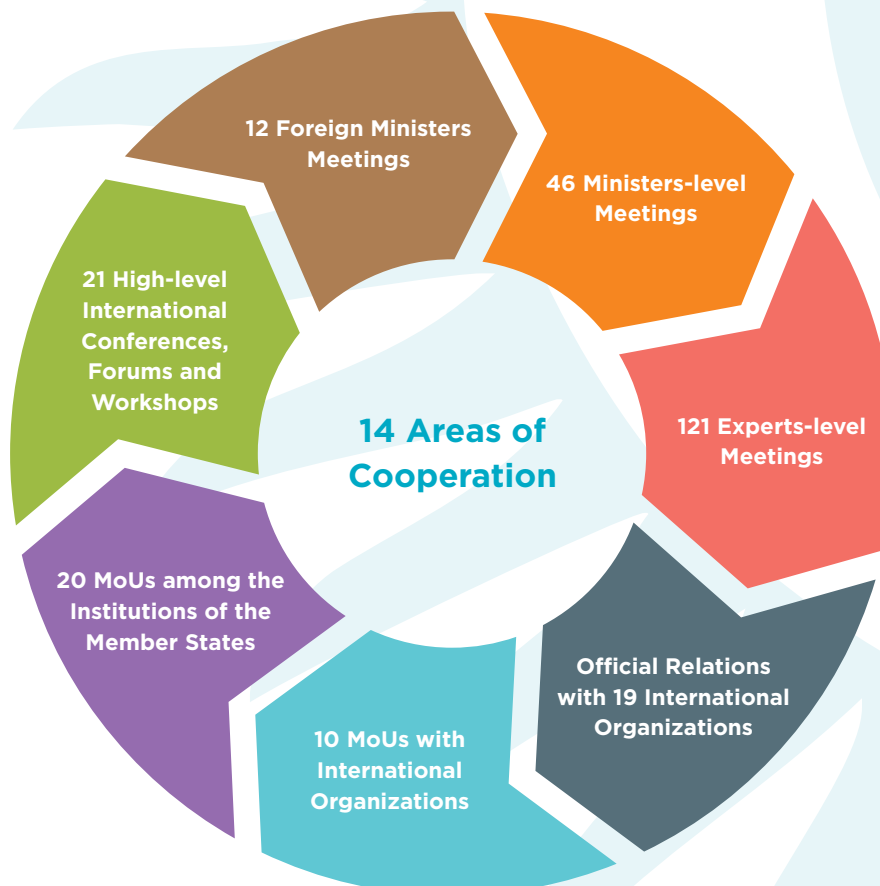 12 Foreign Ministers
Meetings
46 Ministers-level
Meetings
121 Experts-level
Meetings
Official Relations
with 19 International
Organizations
10 MoUs with
International
Organizations
20 MoUs among the
Institutions of the
Member States
21 High-level
International
Conferences,
Forums and
Workshops
14 Areas of
Cooperation